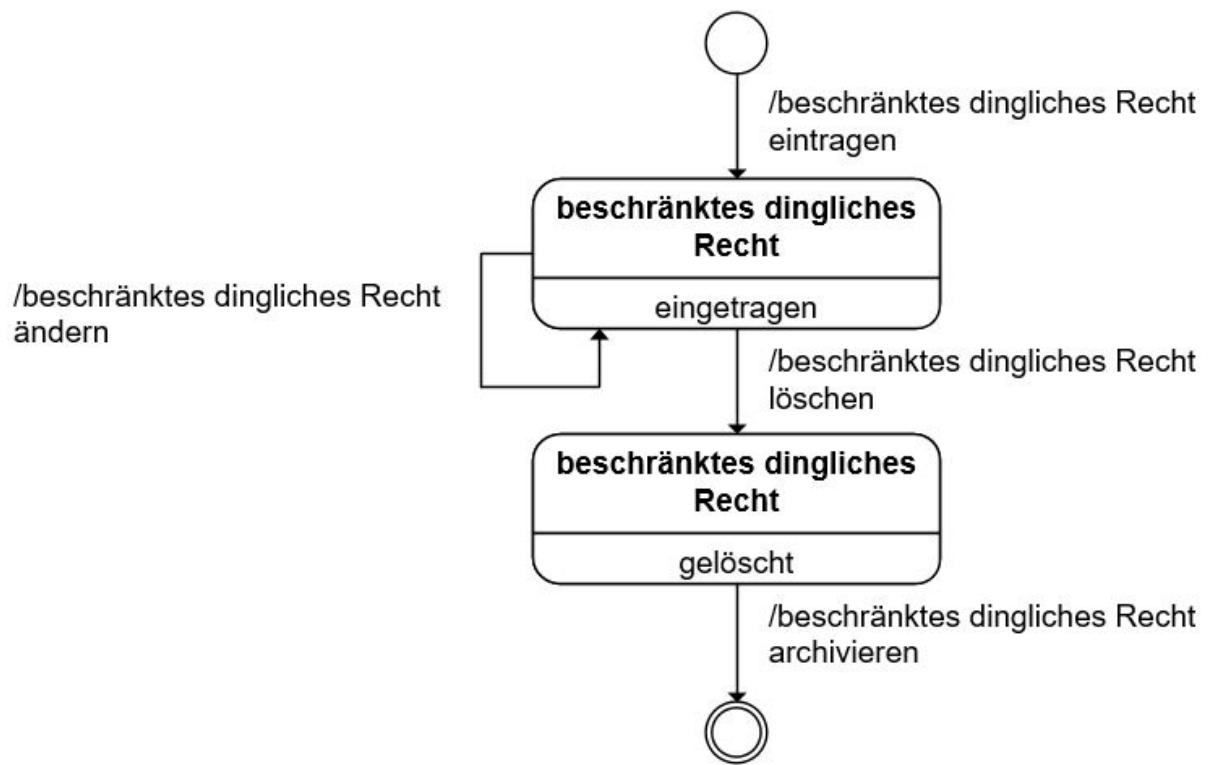 /beschränktes dingliches Recht
eintragen
beschränktes dingliches
Recht
eingetragen
/beschränktes dingliches Recht
ändern
/beschränktes dingliches Recht
löschen
beschränktes dingliches
Recht
gelöscht
/beschränktes dingliches Recht
archivieren